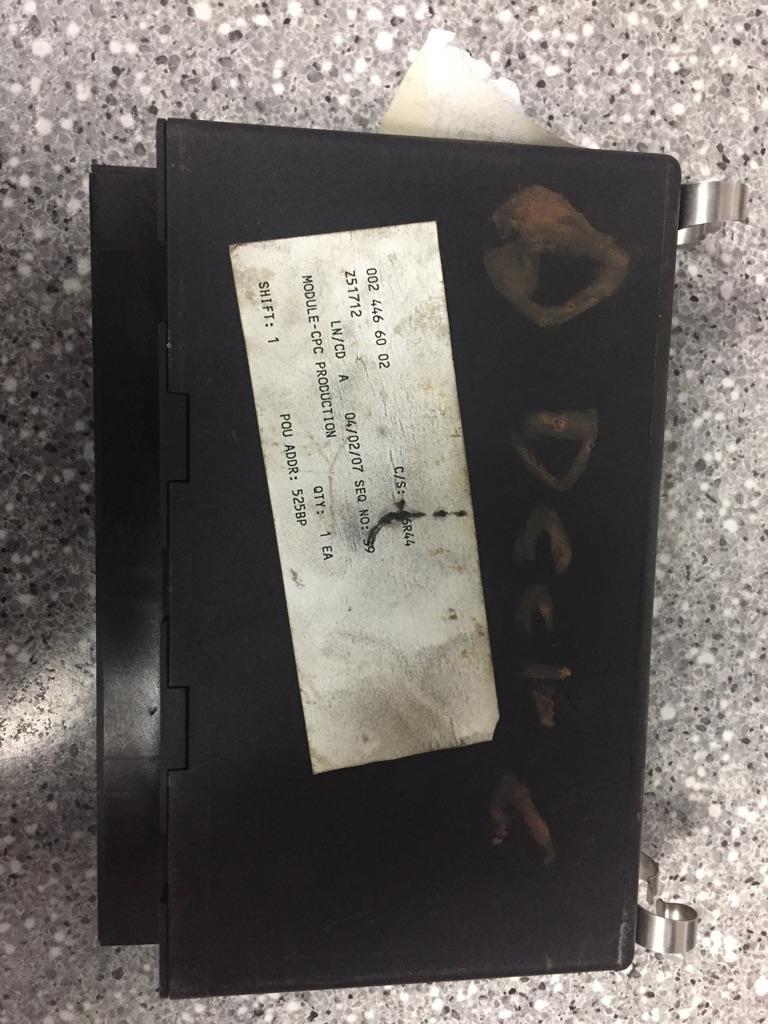 002 446 60 02 C/S:
Z51712
LN/CD A 04/02/07 SEQ NO: 39
MODULE-CPC PRODUCTION
QTY: 1 EA
SHIFT: 1 POU ADDR: 525BP